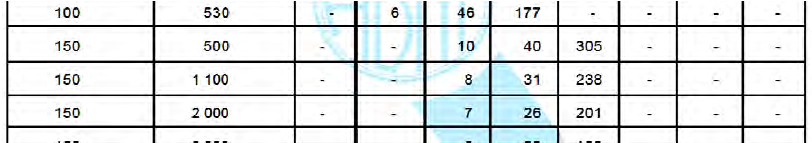 100 530 - 6 46 177 - - - -
150 500 - - 10 40 305 - - -
150 1 100 - - 8 31 238 - - -
150 2 000 - - 7 26 201 - - -